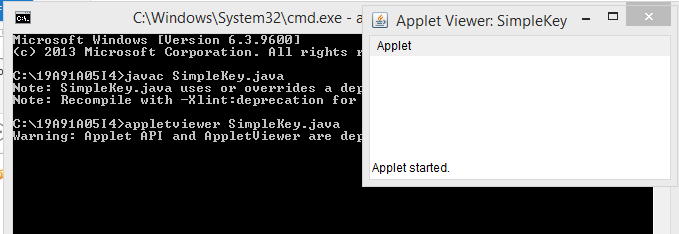 C:\Windows\System32\cmd.exe - a
Microsoft Windows [Version 6.3.9600]
(c) 2013 Microsoft Corporation. All rights r
C:\19A91A05I4>javac SimpleKey.java
Note: SimpleKey.java uses or overrides a dep
Note: Recompile with -Xlint:deprecation for
C:\19A91A05I4>appletviewer SimpleKey.java
Warning: Applet API and AppletViewer are dep
Applet Viewer: SimpleKey
Applet
Applet started.